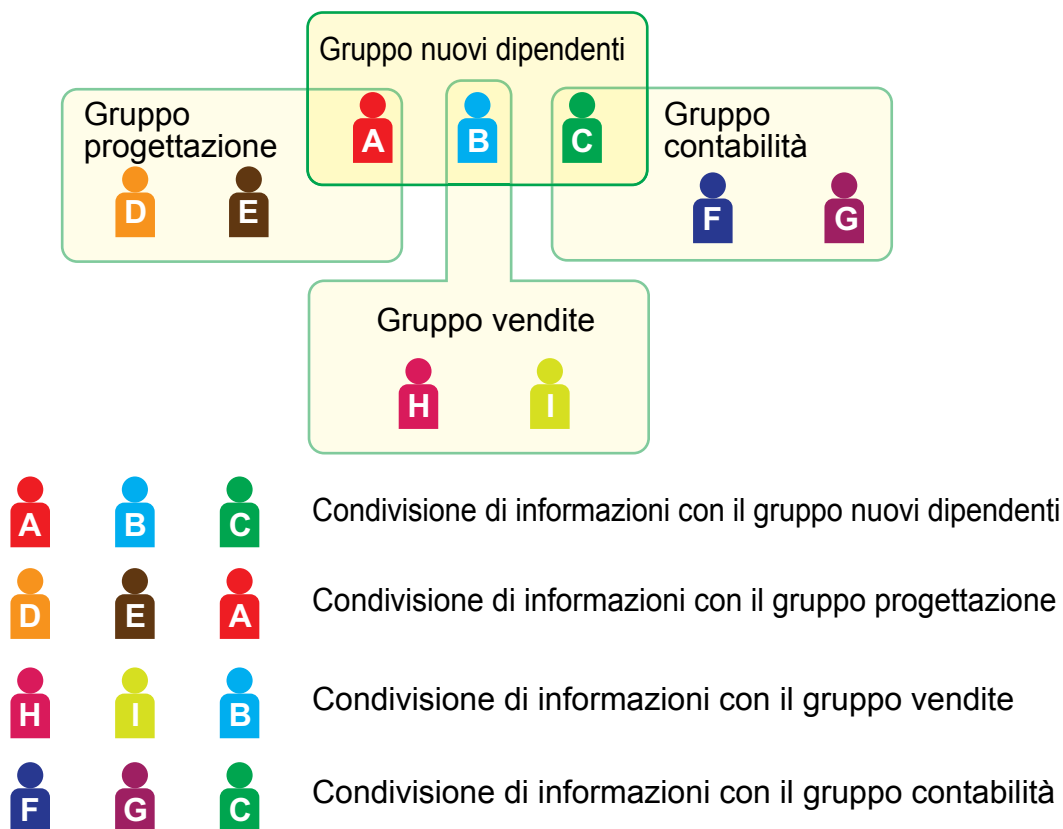 Gruppo nuovi dipendenti
Gruppo
progettazione
A
B
C
Gruppo
contabilità
D
E
F
G
Gruppo vendite
H
I
A B C Condivisione di informazioni con il gruppo nuovi dipendenti
D E A Condivisione di informazioni con il gruppo progettazione
H I B Condivisione di informazioni con il gruppo vendite
F G C Condivisione di informazioni con il gruppo contabilità